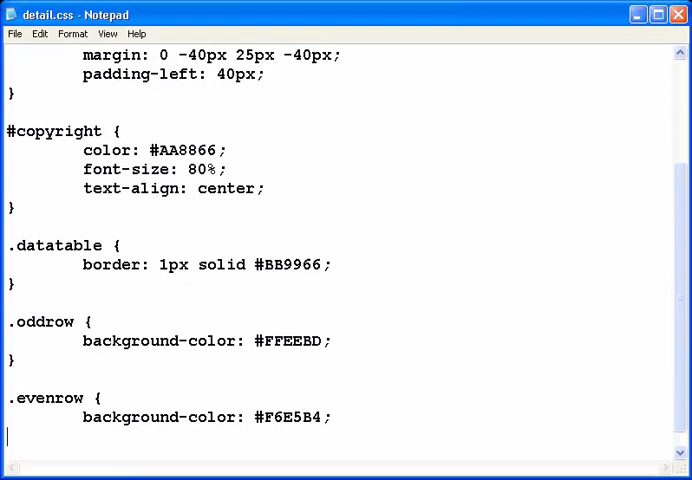 detail.css - Notepad
File Edit Format View Help
margin: 0 -40px 25px -40px;
padding-left: 40px;
}
#copyright {
color: #AA8866;
font-size: 80%;
text-align: center;
}
.datatable {
border: 1px solid #BB9966;
}
.oddrow {
background-color: #FFEEBD;
}
.evenrow {
background-color: #F6E5B4;